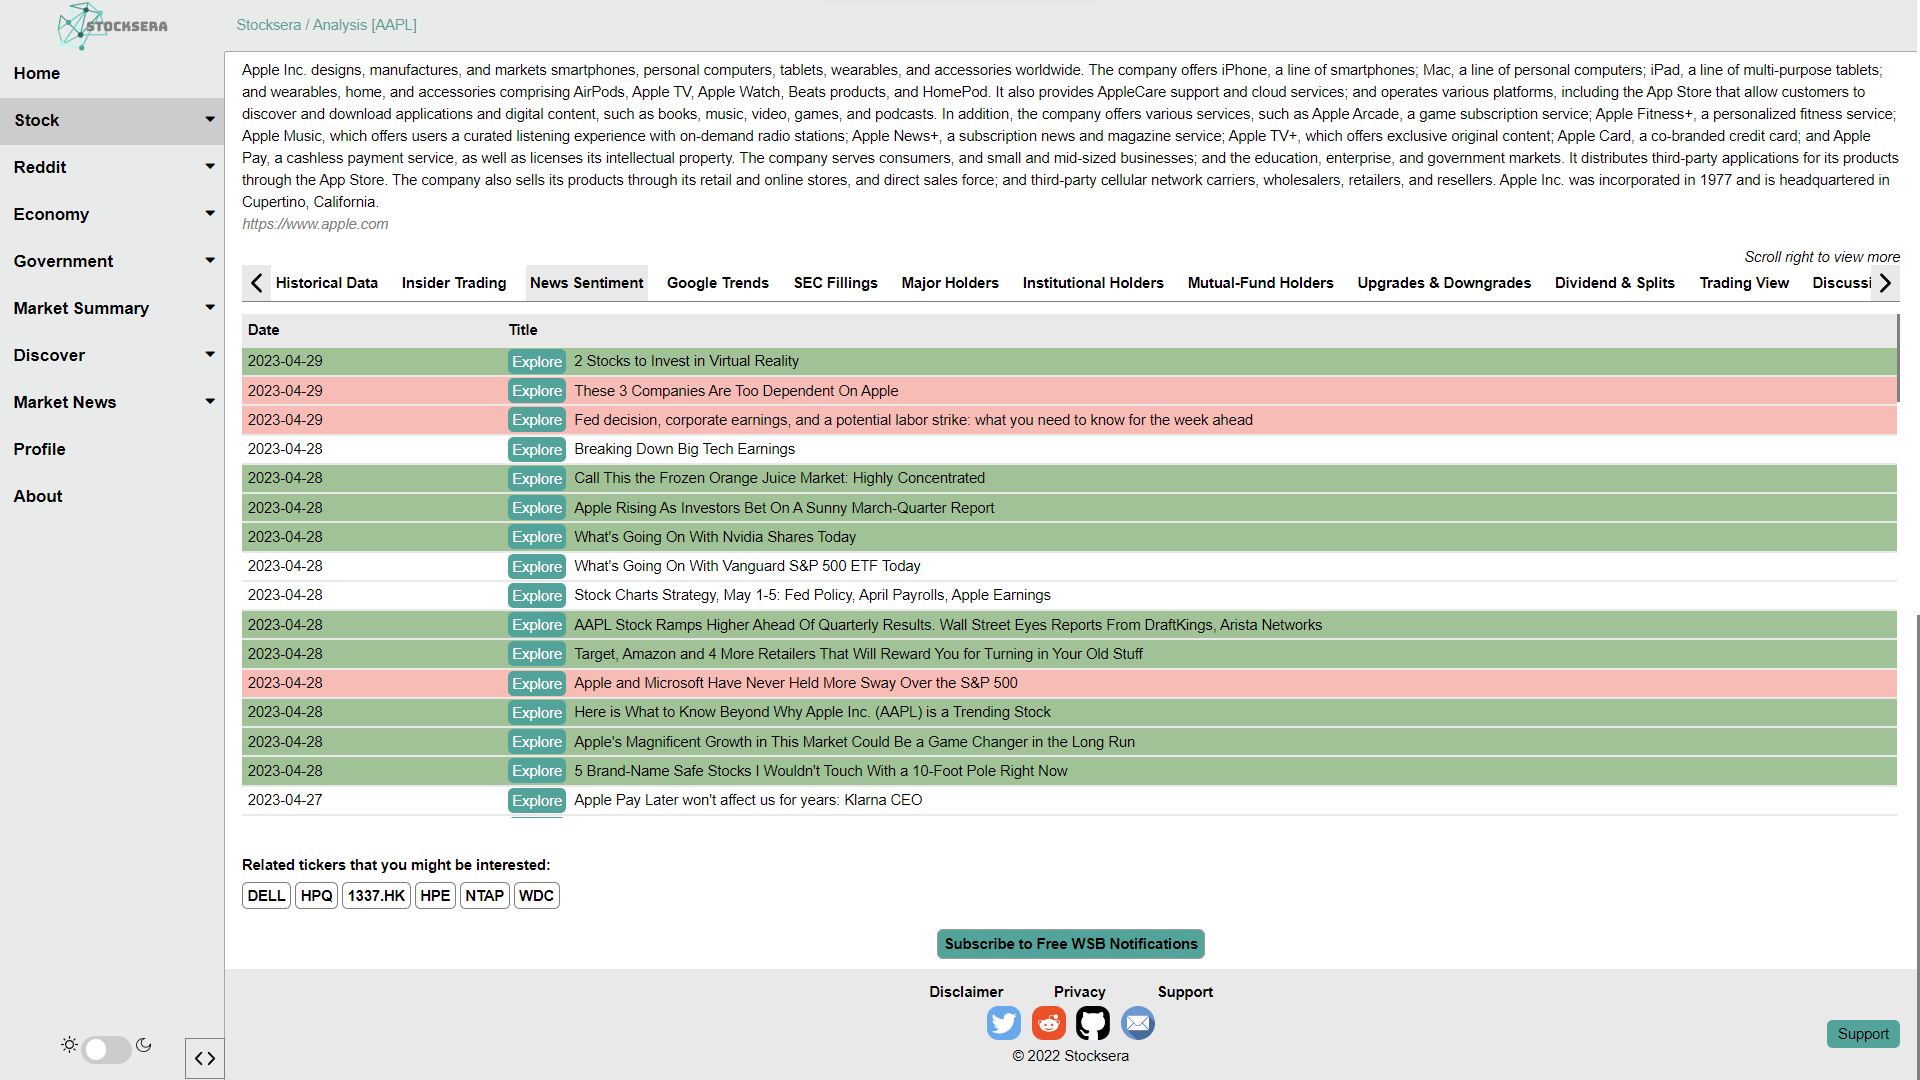 STOCKSERA
Stocksera / Analysis [AAPL]
Home
Stock
Reddit
Economy
Government
Market Summary
Discover
Market News
Profile
About
Apple Inc. designs, manufactures, and markets smartphones, personal computers, tablets, wearables, and accessories worldwide. The company offers iPhone, a line of smartphones; Mac, a line of personal computers; iPad, a line of multi-purpose tablets;
and wearables, home, and accessories comprising AirPods, Apple TV, Apple Watch, Beats products, and HomePod. It also provides AppleCare support and cloud services; and operates various platforms, including the App Store that allow customers to
discover and download applications and digital content, such as books, music, video, games, and podcasts. In addition, the company offers various services, such as Apple Arcade, a game subscription service; Apple Fitness+, a personalized fitness service;
Apple Music, which offers users a curated listening experience with on-demand radio stations; Apple News+, a subscription news and magazine service; Apple TV+, which offers exclusive original content; Apple Card, a co-branded credit card; and Apple
Pay, a cashless payment service, as well as licenses its intellectual property. The company serves consumers, and small and mid-sized businesses; and the education, enterprise, and government markets. It distributes third-party applications for its products
through the App Store. The company also sells its products through its retail and online stores, and direct sales force; and third-party cellular network carriers, wholesalers, retailers, and resellers. Apple Inc. was incorporated in 1977 and is headquartered in
Cupertino, California.
https://www.apple.com
Scroll right to view more
Historical Data Insider Trading News Sentiment Google Trends SEC Fillings Major Holders Institutional Holders Mutual-Fund Holders Upgrades & Downgrades Dividend & Splits Trading View Discussi
Date Title
2023-04-29 Explore 2 Stocks to Invest in Virtual Reality
2023-04-29 Explore These 3 Companies Are Too Dependent On Apple
2023-04-29 Explore Fed decision, corporate earnings, and a potential labor strike: what you need to know for the week ahead
2023-04-28 Explore Breaking Down Big Tech Earnings
2023-04-28 Explore Call This the Frozen Orange Juice Market: Highly Concentrated
2023-04-28 Explore Apple Rising As Investors Bet On A Sunny March-Quarter Report
2023-04-28 Explore What's Going On With Nvidia Shares Today
2023-04-28 Explore What's Going On With Vanguard S&P 500 ETF Today
2023-04-28 Explore Stock Charts Strategy, May 1-5: Fed Policy, April Payrolls, Apple Earnings
2023-04-28 Explore AAPL Stock Ramps Higher Ahead Of Quarterly Results. Wall Street Eyes Reports From DraftKings, Arista Networks
2023-04-28 Explore Target, Amazon and 4 More Retailers That Will Reward You for Turning in Your Old Stuff
2023-04-28 Explore Apple and Microsoft Have Never Held More Sway Over the S&P 500
2023-04-28 Explore Here is What to Know Beyond Why Apple Inc. (AAPL) is a Trending Stock
2023-04-28 Explore Apple's Magnificent Growth in This Market Could Be a Game Changer in the Long Run
2023-04-28 Explore 5 Brand-Name Safe Stocks I Wouldn't Touch With a 10-Foot Pole Right Now
2023-04-27 Explore Apple Pay Later won't affect us for years: Klarna CEO
Related tickers that you might be interested:
DELL HPQ 1337.HK HPE NTAP WDC
Subscribe to Free WSB Notifications
Disclaimer Privacy Support
© 2022 Stocksera
Support